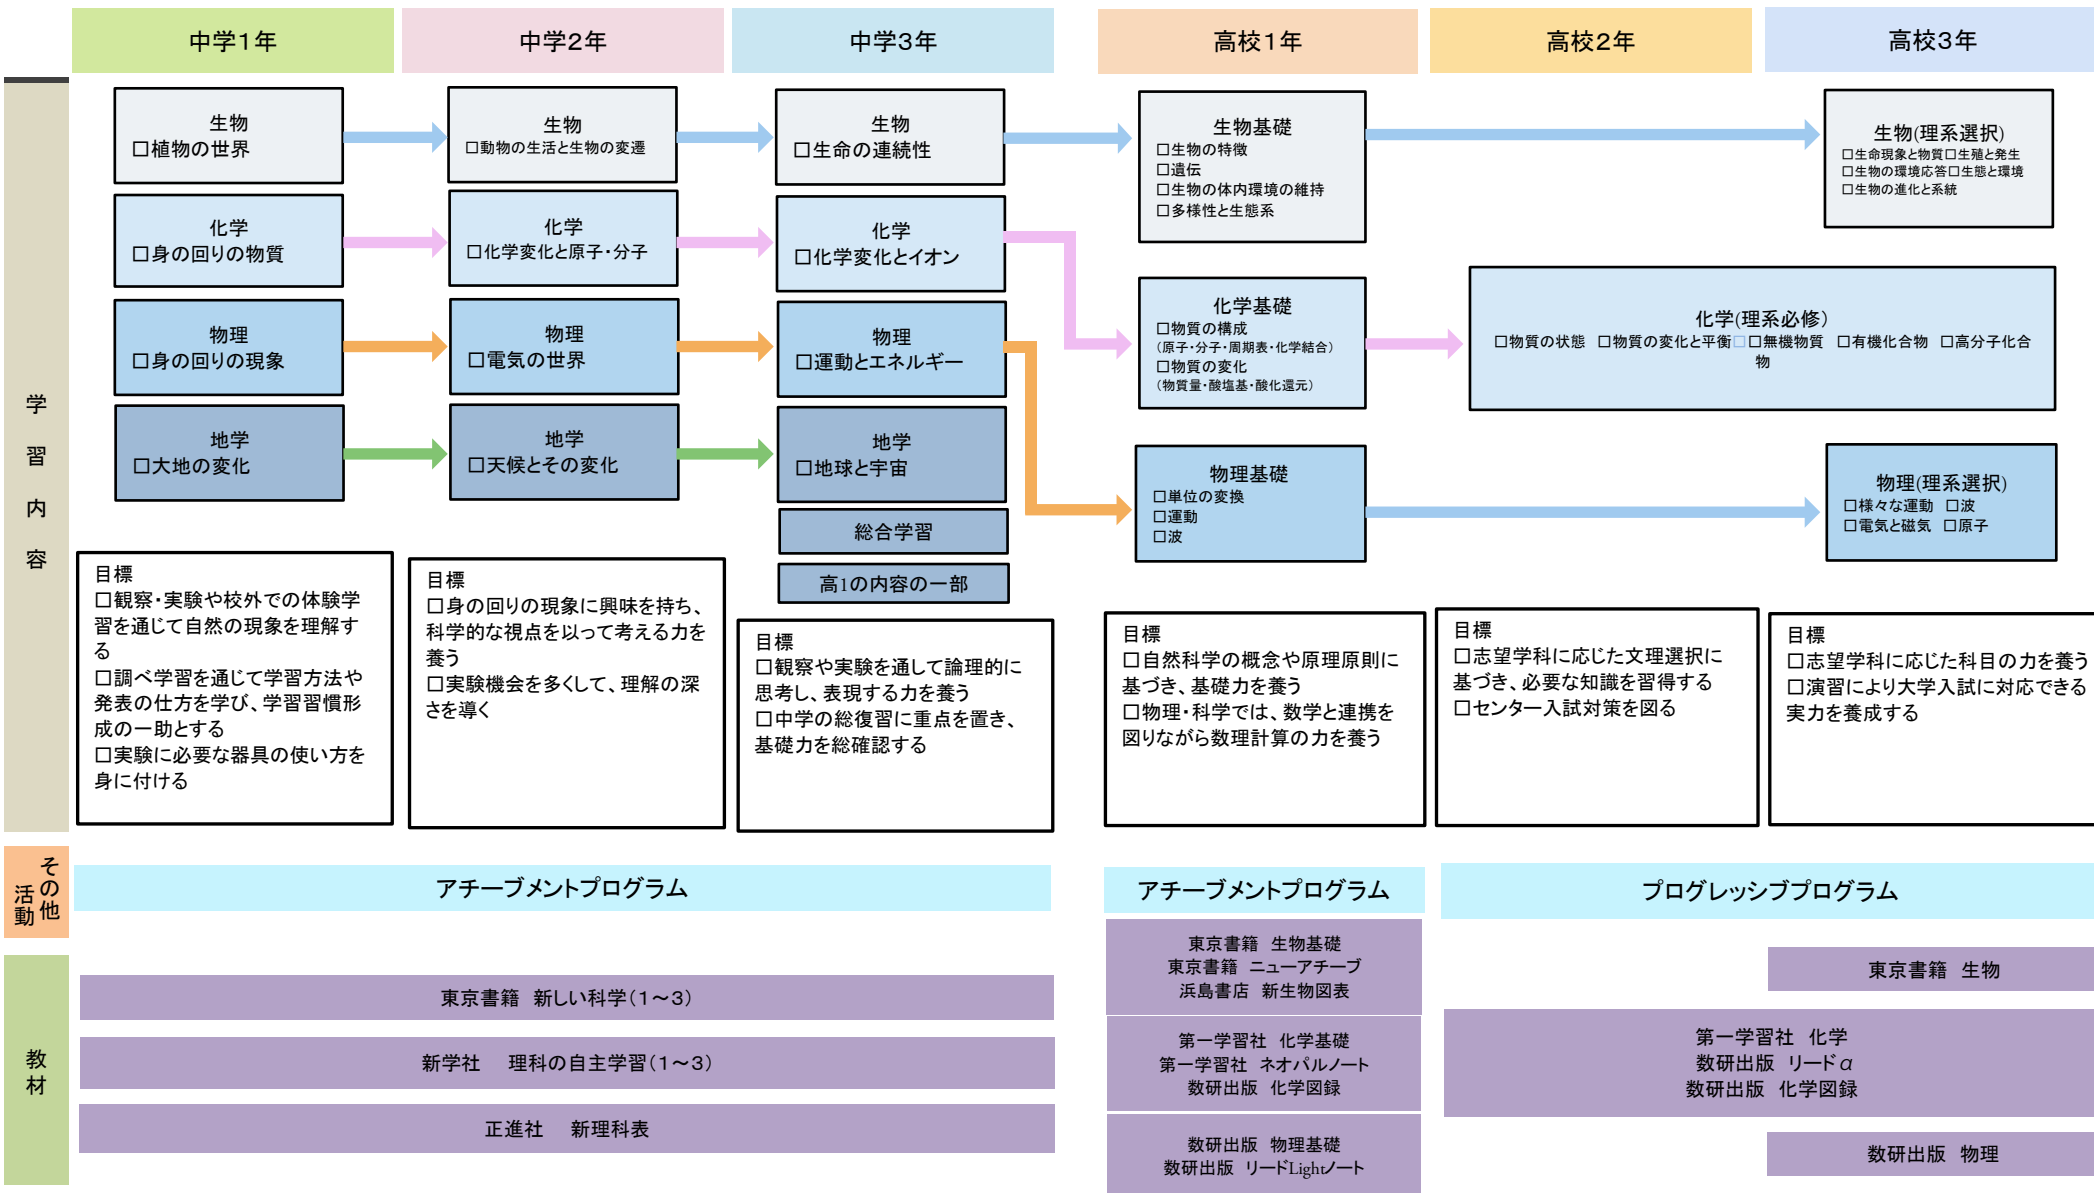 中学1年
中学2年
中学3年
高校1年
高校2年
高校3年
学習内容
生物
□植物の世界
生物
□動物の生活と生物の変遷
生物
□生命の連続性
生物基礎
□生物の特徴
□遺伝
□生物の体内環境の維持
□多様性と生態系
生物(理系選択)
□生命現象と物質□生殖と発生
□生物の環境応答□生態と環境
□生物の進化と系統
化学
□身の回りの物質
化学
□化学変化と原子・分子
化学
□化学変化とイオン
化学基礎
□物質の構成
(原子・分子・周期表・化学結合)
□物質の変化
(物質量・酸塩基・酸化還元)
化学(理系必修)
□物質の状態 □物質の変化と平衡□□無機物質 □有機化合物 □高分子化合
物
物理
□身の回りの現象
物理
□電気の世界
物理
□運動とエネルギー
物理基礎
□単位の変換
□運動
□波
物理(理系選択)
□様々な運動 □波
□電気と磁気 □原子
地学
□大地の変化
地学
□天候とその変化
地学
□地球と宇宙
総合学習
高1の内容の一部
目標
□観察・実験や校外での体験学
習を通じて自然の現象を理解す
る
□調べ学習を通じて学習方法や
発表の仕方を学び、学習習慣形
成の一助とする
□実験に必要な器具の使い方を
身に付ける
目標
□身の回りの現象に興味を持ち、
科学的な視点を以って考える力を
養う
□実験機会を多くして、理解の深
さを導く
目標
□観察や実験を通して論理的に
思考し、表現する力を養う
□中学の総復習に重点を置き、
基礎力を総確認する
目標
□自然科学の概念や原理原則に
基づき、基礎力を養う
□物理・科学では、数学と連携を
図りながら数理計算の力を養う
目標
□志望学科に応じた文理選択に
基づき、必要な知識を習得する
□センター入試対策を図る
目標
□志望学科に応じた科目の力を養う
□演習により大学入試に対応できる
実力を養成する
その他
活動
アチーブメントプログラム
アチーブメントプログラム
プログレッシブプログラム
教材
東京書籍 新しい科学(1～3)
新学社 理科の自主学習(1～3)
正進社 新理科表
東京書籍 生物基礎
東京書籍 ニューアチーブ
浜島書店 新生物図表
第一学習社 化学基礎
第一学習社 ネオパルノート
数研出版 化学図録
数研出版 物理基礎
数研出版 リードLightノート
東京書籍 生物
第一学習社 化学
数研出版 リードα
数研出版 化学図録
数研出版 物理